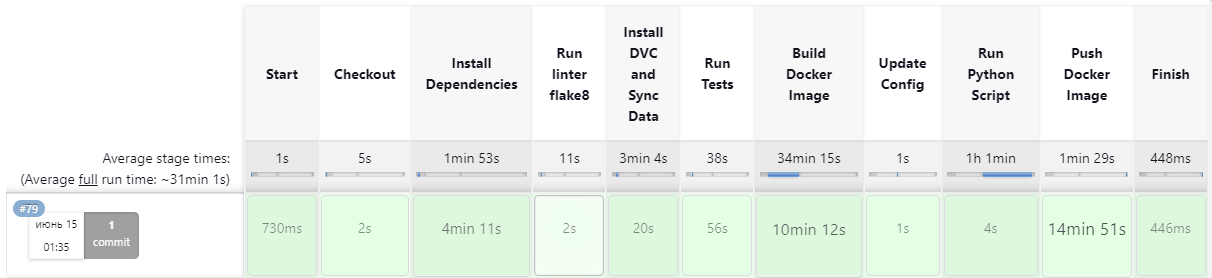 Start
Checkout
Install
Dependencies
Run
linter
flake8
Install
DVC
and
Sync
Data
Run
Tests
Build
Docker
Image
Update
Config
Run
Python
Script
Push
Docker
Image
Finish
Average stage times:
(Average full run time: ~31min 1s)
1s
5s
1min 53s
11s
3min 4s
38s
34min 15s
1s
1h 1min
1min 29s
448ms
#79
июнь 15
01:35
1
commit
730ms
2s
4min 11s
2s
20s
56s
10min 12s
1s
4s
14min 51s
446ms